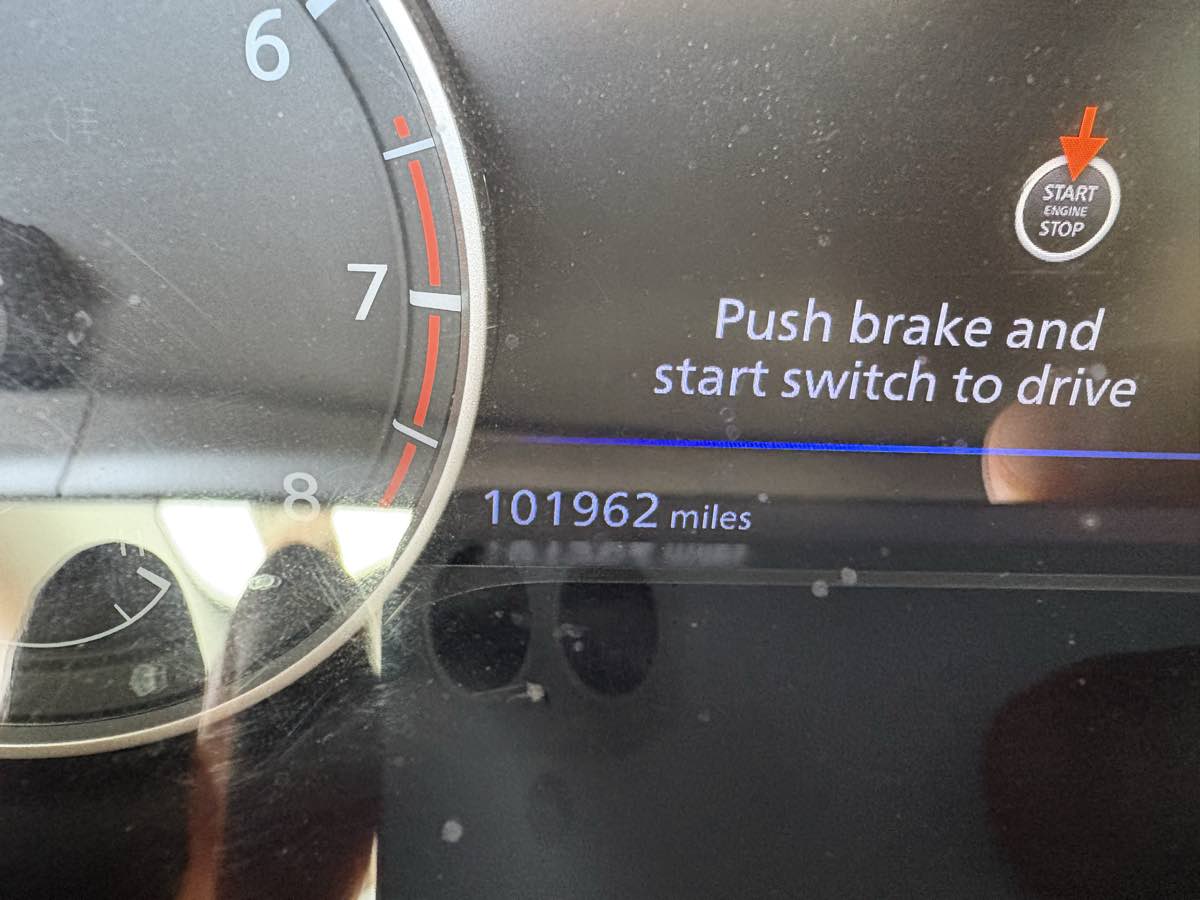 6
START
ENGINE
STOP
7
Push brake and
start switch to drive
8
101962 miles